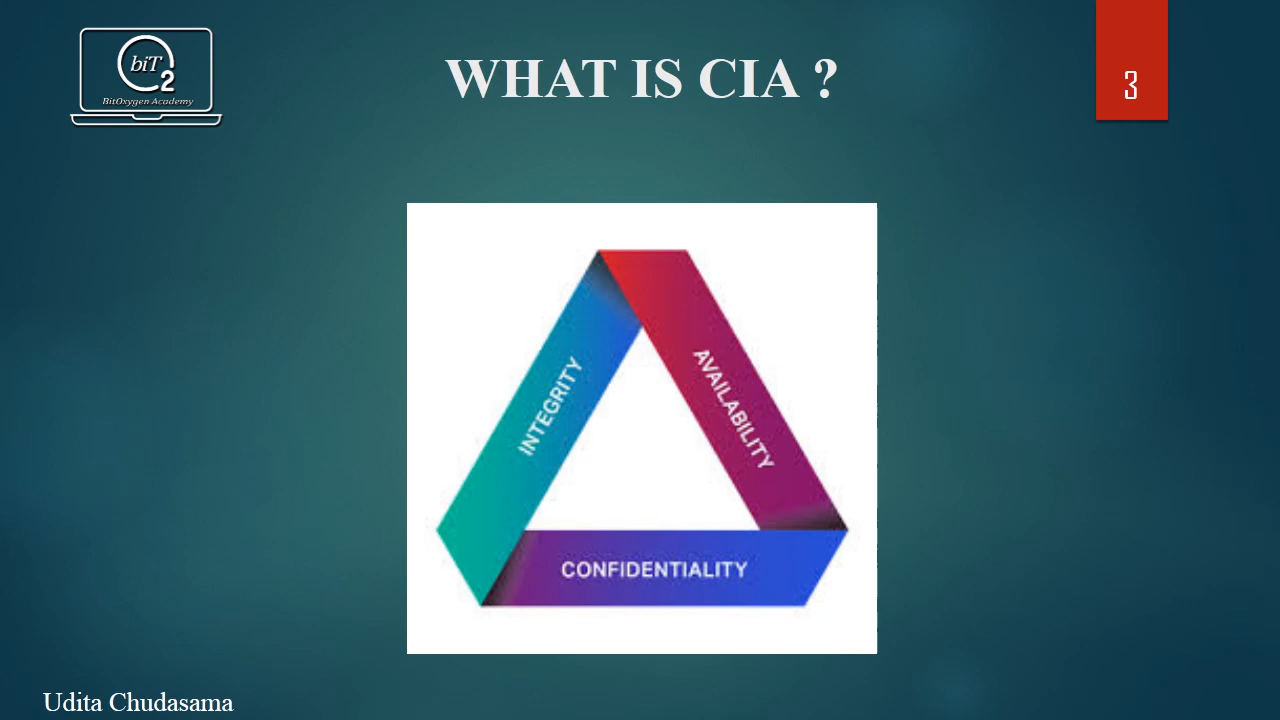 biT
2
BitOxygen Academy
WHAT IS CIA ?
3
INTEGRITY
AVAILABILITY
CONFIDENTIALITY
Udita Chudasama